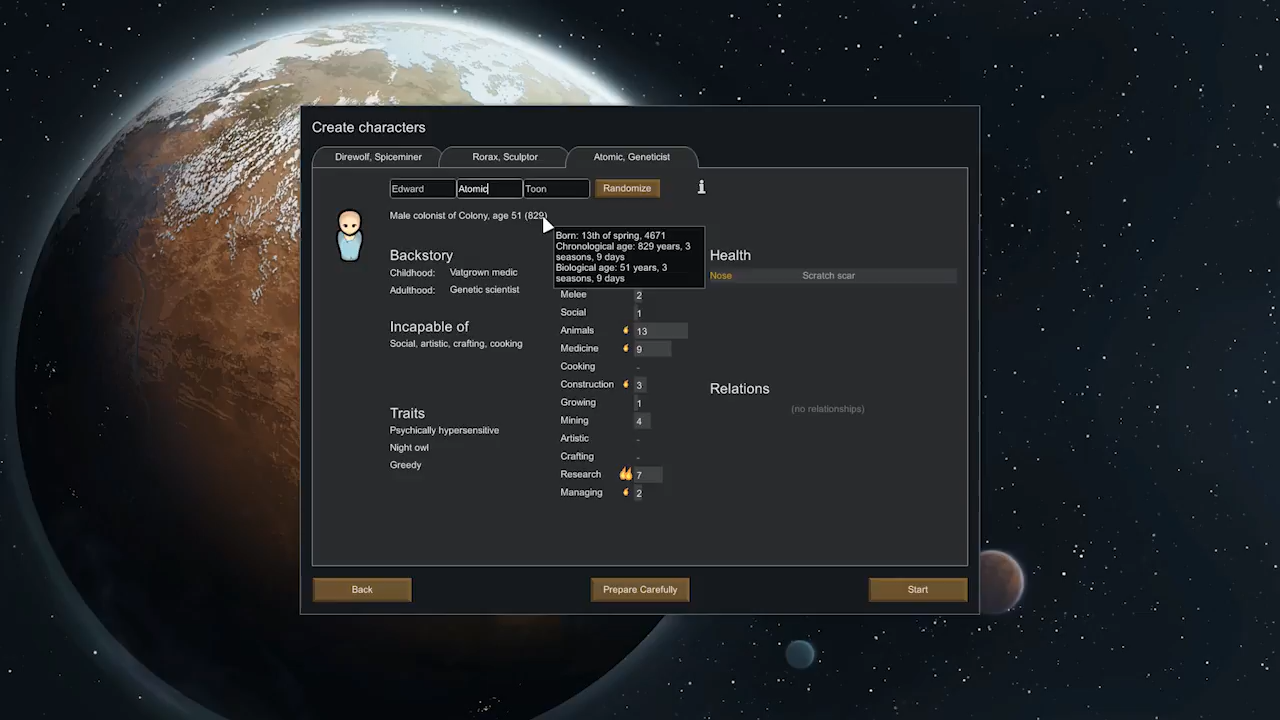 Create characters
Direwolf, Spiceminer
Rorax, Sculptor
Atomic, Geneticist
Edward
Atomic
Toon
Randomize
i
Male colonist of Colony, age 51 (829)
Born: 13th of spring, 4671
Chronological age: 829 years, 3
seasons, 9 days
Biological age: 51 years, 3
seasons, 9 days
Backstory
Childhood: Vatgrown medic
Adulthood: Genetic scientist
Incapable of
Social, artistic, crafting, cooking
Traits
Psychically hypersensitive
Night owl
Greedy
Melee 2
Social 1
Animals 13
Medicine 9
Cooking -
Construction 3
Growing 1
Mining 4
Artistic -
Crafting -
Research 7
Managing 2
Health
Nose Scratch scar
Relations
(no relationships)
Back
Prepare Carefully
Start